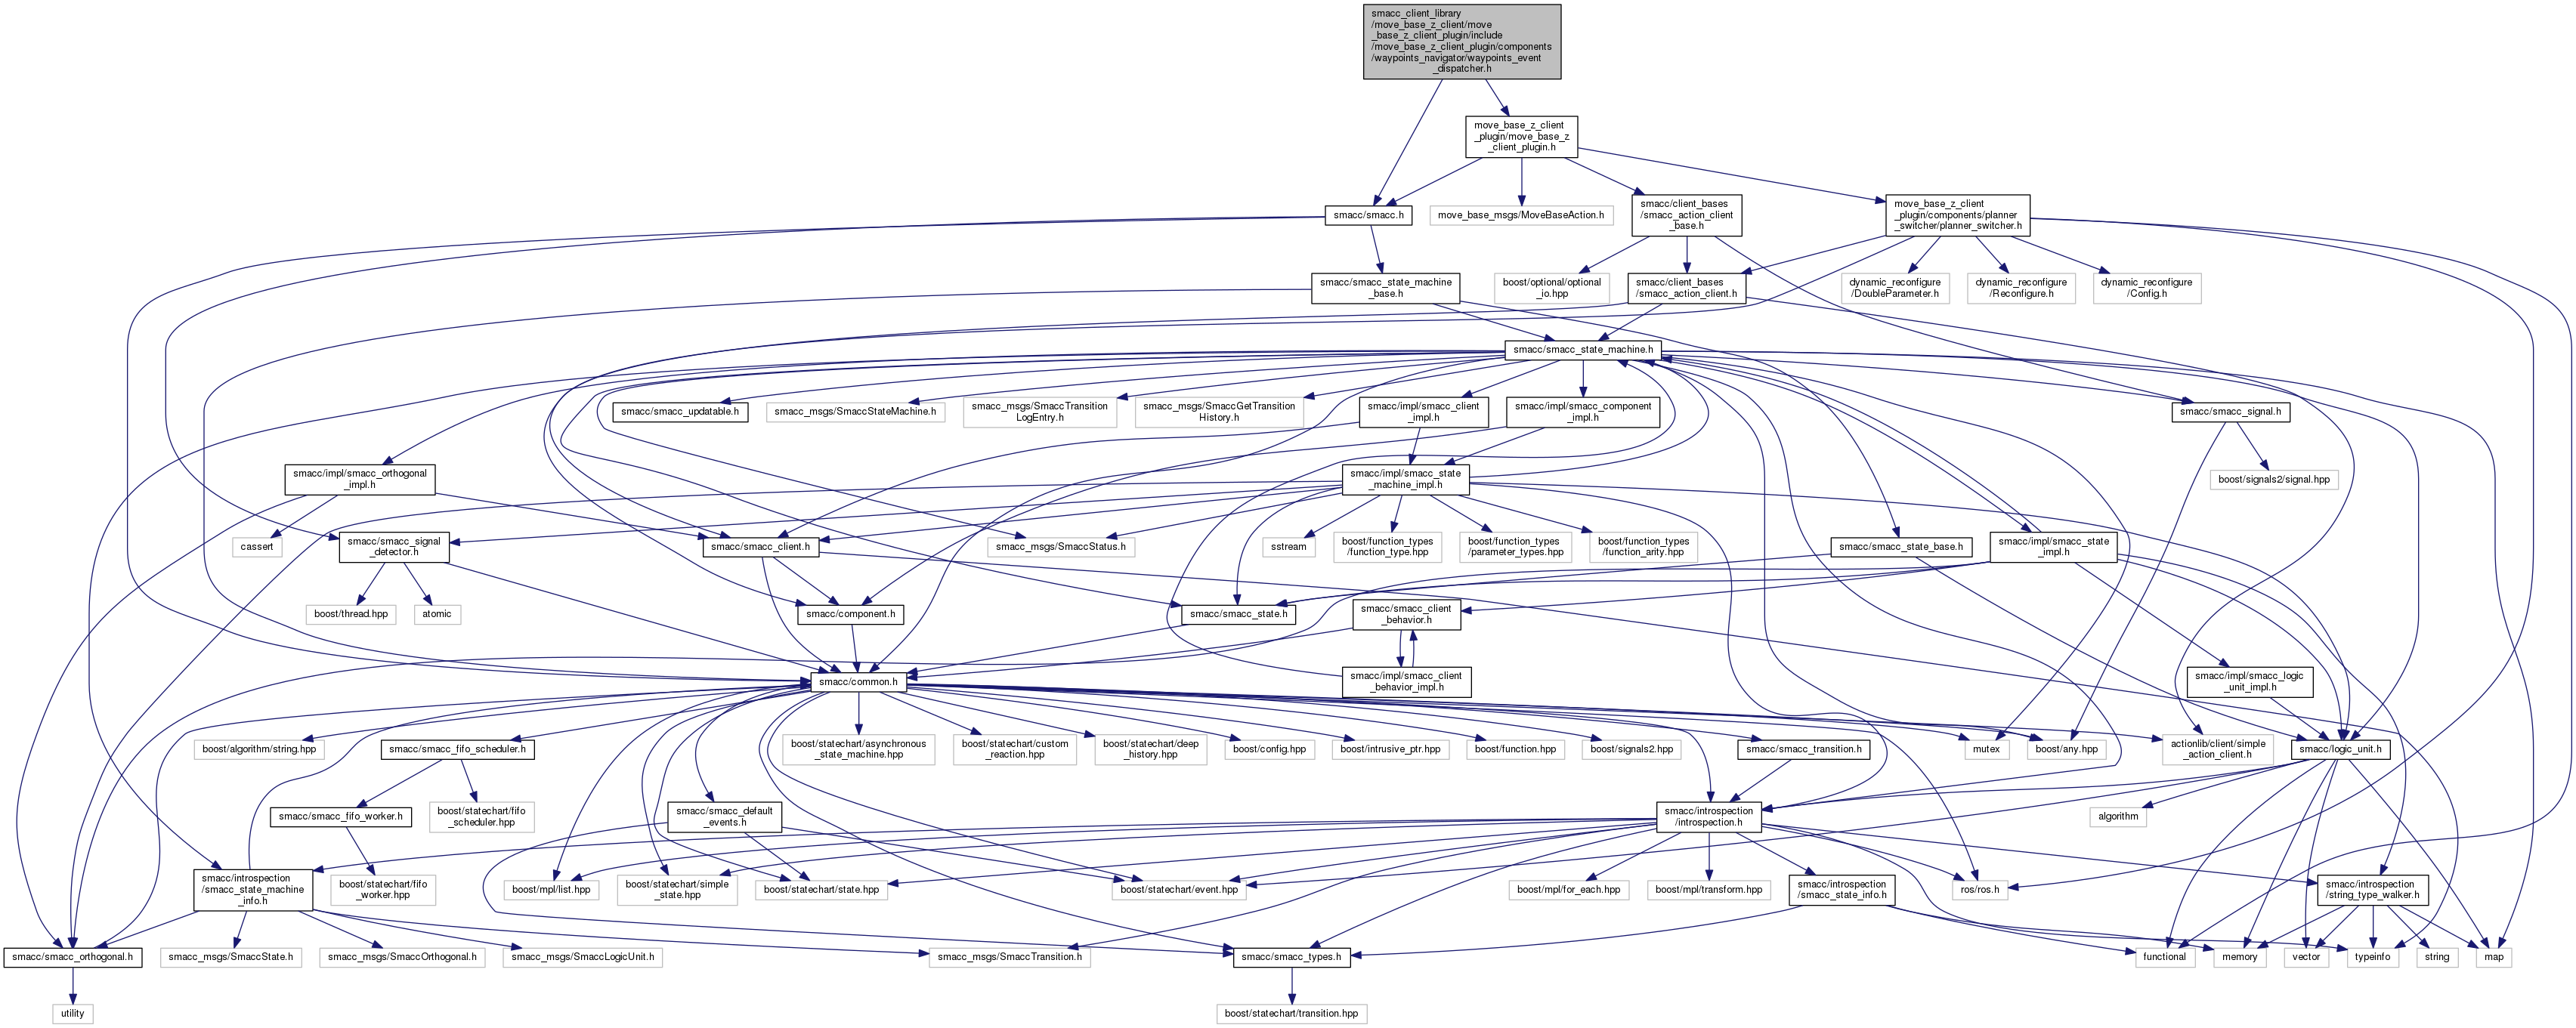 smacc_client_library
/move_base_z_client/move
_base_z_client_plugin/include
/move_base_z_client_plugin/components
/waypoints_navigator/waypoints_event
_dispatcher.h
move_base_z_client
_plugin/move_base_z
_client_plugin.h
smacc/smacc.h
move_base_msgs/MoveBaseAction.h
smacc/client_bases
/smacc_action_client
_base.h
move_base_z_client
_plugin/components/planner
_switcher/planner_switcher.h
smacc/smacc_state_machine
_base.h
boost/optional/optional
_io.hpp
smacc/client_bases
/smacc_action_client.h
dynamic_reconfigure
/DoubleParameter.h
dynamic_reconfigure
/Reconfigure.h
dynamic_reconfigure
/Config.h
smacc/smacc_state_machine.h
smacc/smacc_updatable.h
smacc_msgs/SmaccStateMachine.h
smacc_msgs/SmaccTransition
LogEntry.h
smacc_msgs/SmaccGetTransition
History.h
smacc/impl/smacc_client
_impl.h
smacc/impl/smacc_component
_impl.h
smacc/smacc_signal.h
smacc/impl/smacc_orthogonal
_impl.h
smacc/impl/smacc_state
_machine_impl.h
boost/signals2/signal.hpp
cassert
smacc/smacc_signal
_detector.h
smacc/smacc_client.h
smacc_msgs/SmaccStatus.h
sstream
boost/function_types
/function_type.hpp
boost/function_types
/parameter_types.hpp
boost/function_types
/function_arity.hpp
smacc/smacc_state_base.h
smacc/impl/smacc_state
_impl.h
boost/thread.hpp
atomic
smacc/component.h
smacc/smacc_state.h
smacc/smacc_client
_behavior.h
smacc/common.h
smacc/impl/smacc_client
_behavior_impl.h
smacc/impl/smacc_logic
_unit_impl.h
boost/algorithm/string.hpp
smacc/smacc_fifo_scheduler.h
boost/statechart/asynchronous
_state_machine.hpp
boost/statechart/custom
_reaction.hpp
boost/statechart/deep
_history.hpp
boost/config.hpp
boost/intrusive_ptr.hpp
boost/function.hpp
boost/signals2.hpp
smacc/smacc_transition.h
mutex
boost/any.hpp
actionlib/client/simple
_action_client.h
smacc/logic_unit.h
smacc/smacc_fifo_worker.h
boost/statechart/fifo
_scheduler.hpp
smacc/smacc_default
_events.h
smacc/introspection
/introspection.h
algorithm
smacc/introspection
/smacc_state_machine
_info.h
boost/statechart/fifo
_worker.hpp
boost/mpl/list.hpp
boost/statechart/simple
_state.hpp
boost/statechart/state.hpp
boost/statechart/event.hpp
boost/mpl/for_each.hpp
boost/mpl/transform.hpp
smacc/introspection
/smacc_state_info.h
ros/ros.h
smacc/introspection
/string_type_walker.h
smacc/smacc_orthogonal.h
smacc_msgs/SmaccState.h
smacc_msgs/SmaccOrthogonal.h
smacc_msgs/SmaccLogicUnit.h
smacc_msgs/SmaccTransition.h
smacc/smacc_types.h
functional
memory
vector
typeinfo
string
map
utility
boost/statechart/transition.hpp